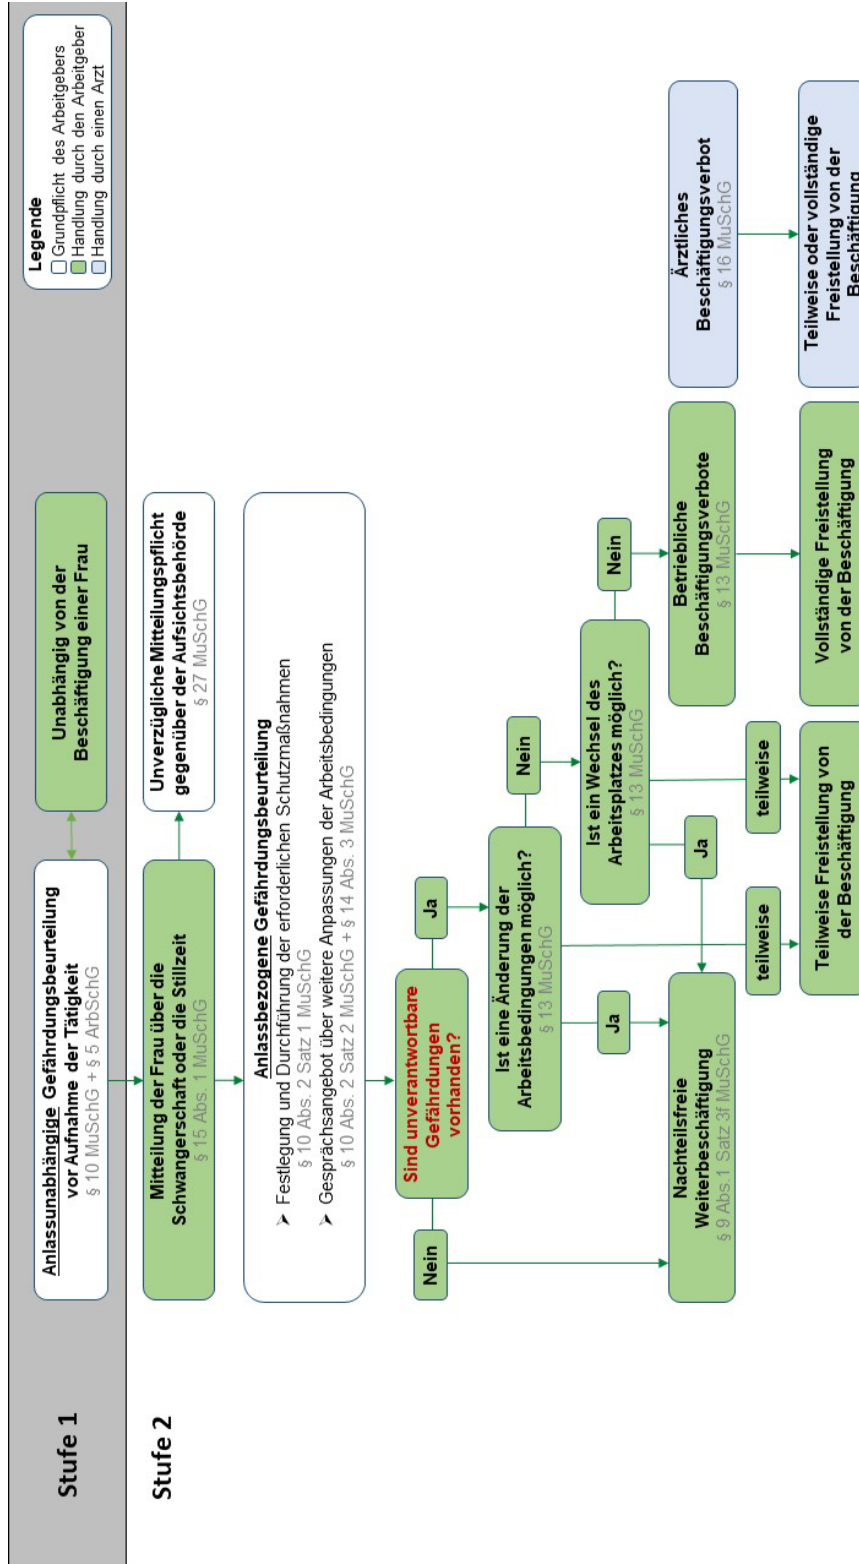 Stufe 1
Anlassunabhängige Gefährdungsbeurteilung
vor Aufnahme der Tätigkeit
§ 10 MuSchG + § 5 ArbSchG
Unabhängig von der
Beschäftigung einer Frau
Legende
Grundpflicht des Arbeitgebers
Handlung durch den Arbeitgeber
Handlung durch einen Arzt
Stufe 2
Mitteilung der Frau über die
Schwangerschaft oder die Stillzeit
§ 15 Abs. 1 MuSchG
Unverzügliche Mitteilungspflicht
gegenüber der Aufsichtsbehörde
§ 27 MuSchG
Anlassbezogene Gefährdungsbeurteilung
➢ Festlegung und Durchführung der erforderlichen Schutzmaßnahmen
§ 10 Abs. 2 Satz 1 MuSchG
➢ Gesprächsangebot über weitere Anpassungen der Arbeitsbedingungen
§ 10 Abs. 2 Satz 2 MuSchG + § 14 Abs. 3 MuSchG
Nein
Sind unverantwortbare
Gefährdungen
vorhanden?
Ja
Ist eine Änderung der
Arbeitsbedingungen möglich?
§ 13 MuSchG
Nein
Ja
Ist ein Wechsel des
Arbeitsplatzes möglich?
§ 13 MuSchG
Nein
Ja
Nachteilsfreie
Weiterbeschäftigung
§ 9 Abs.1 Satz 3f MuSchG
teilweise
teilweise
Betriebliche
Beschäftigungsverbote
§ 13 MuSchG
Ärztliches
Beschäftigungsverbot
§ 16 MuSchG
Teilweise Freistellung von
der Beschäftigung
Vollständige Freistellung
von der Beschäftigung
Teilweise oder vollständige
Freistellung von der
Beschäftigung